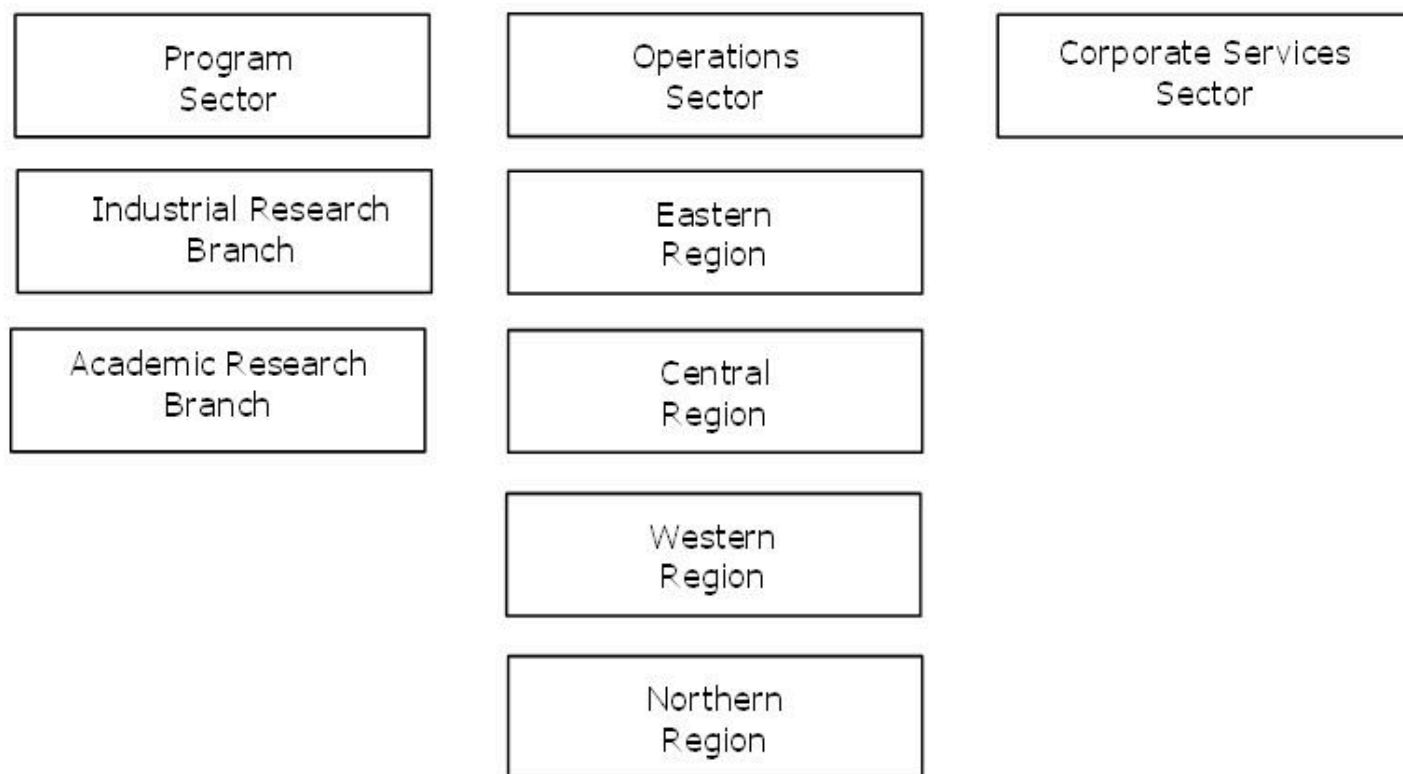 Program
Sector
Operations
Sector
Corporate Services
Sector
Industrial Research
Branch
Eastern
Region
Academic Research
Branch
Central
Region
Western
Region
Northern
Region